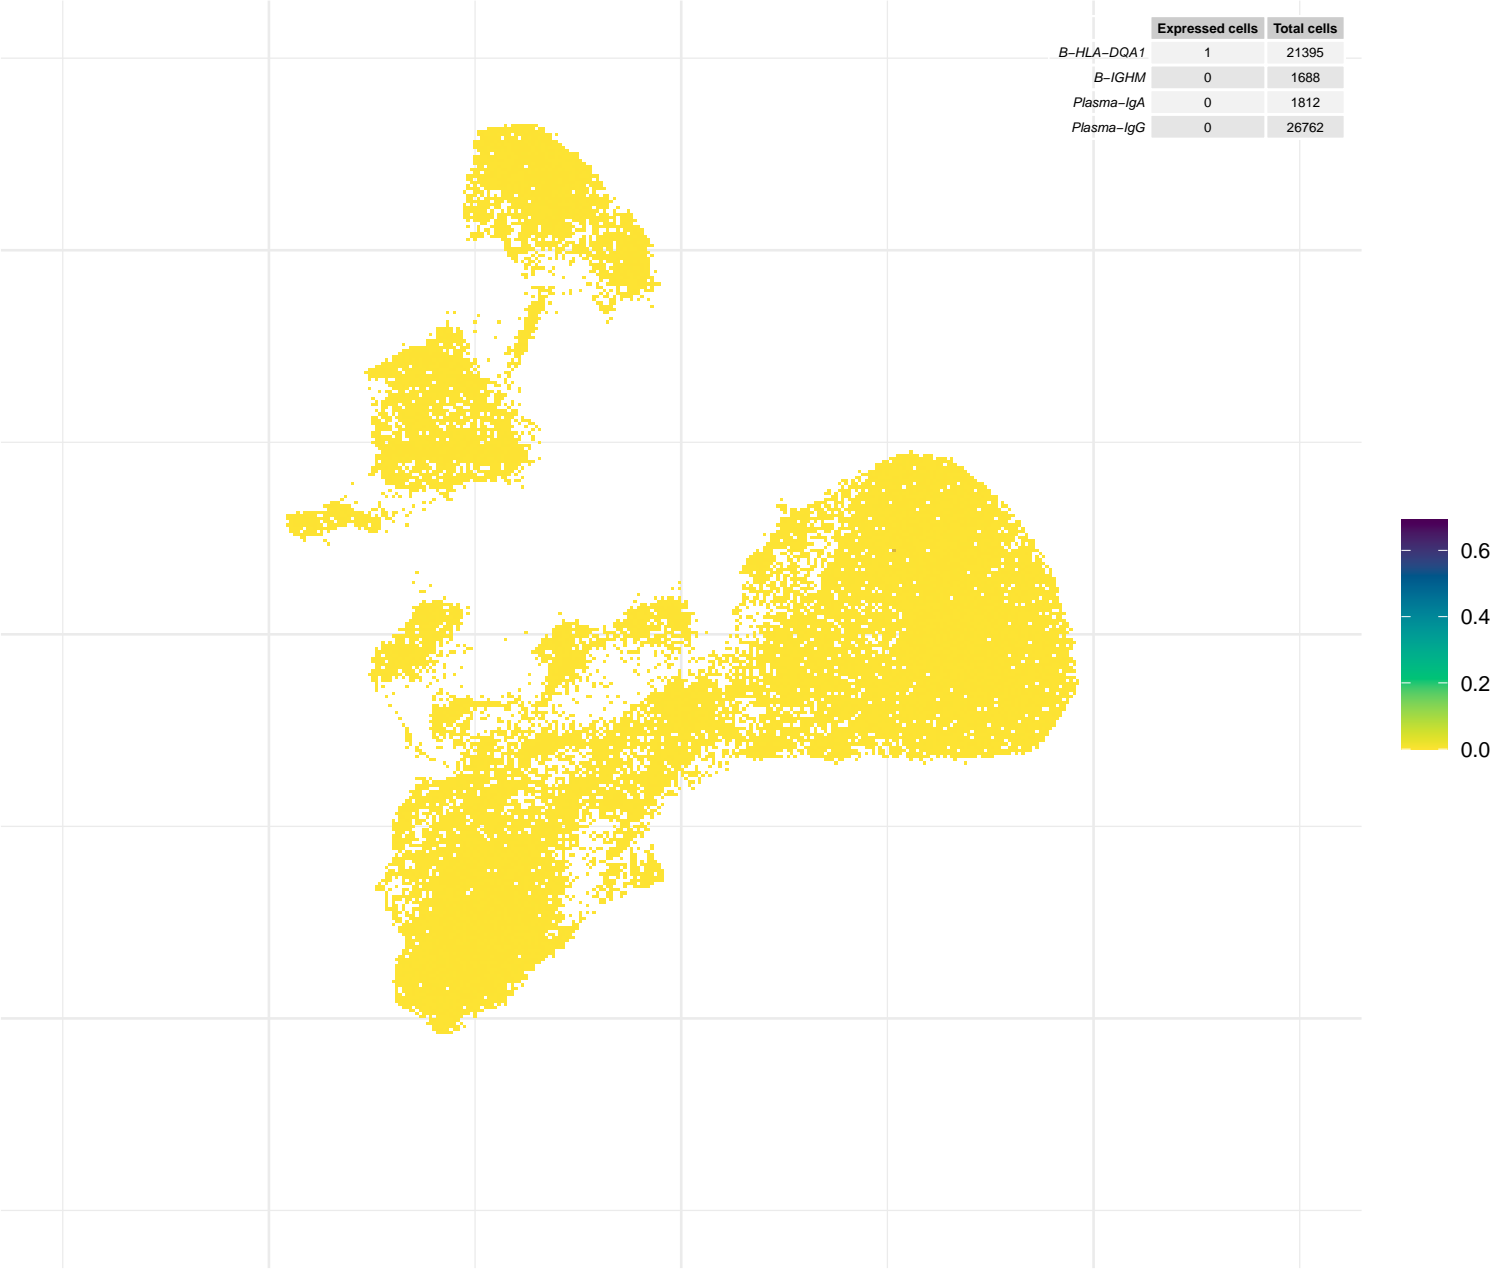 Expressed cells Total cells
B−HLA−DQA1 1 21395
B−IGHM 0 1688
Plasma−IgA 0 1812
Plasma−IgG 0 26762
0.6
0.4
0.2
0.0